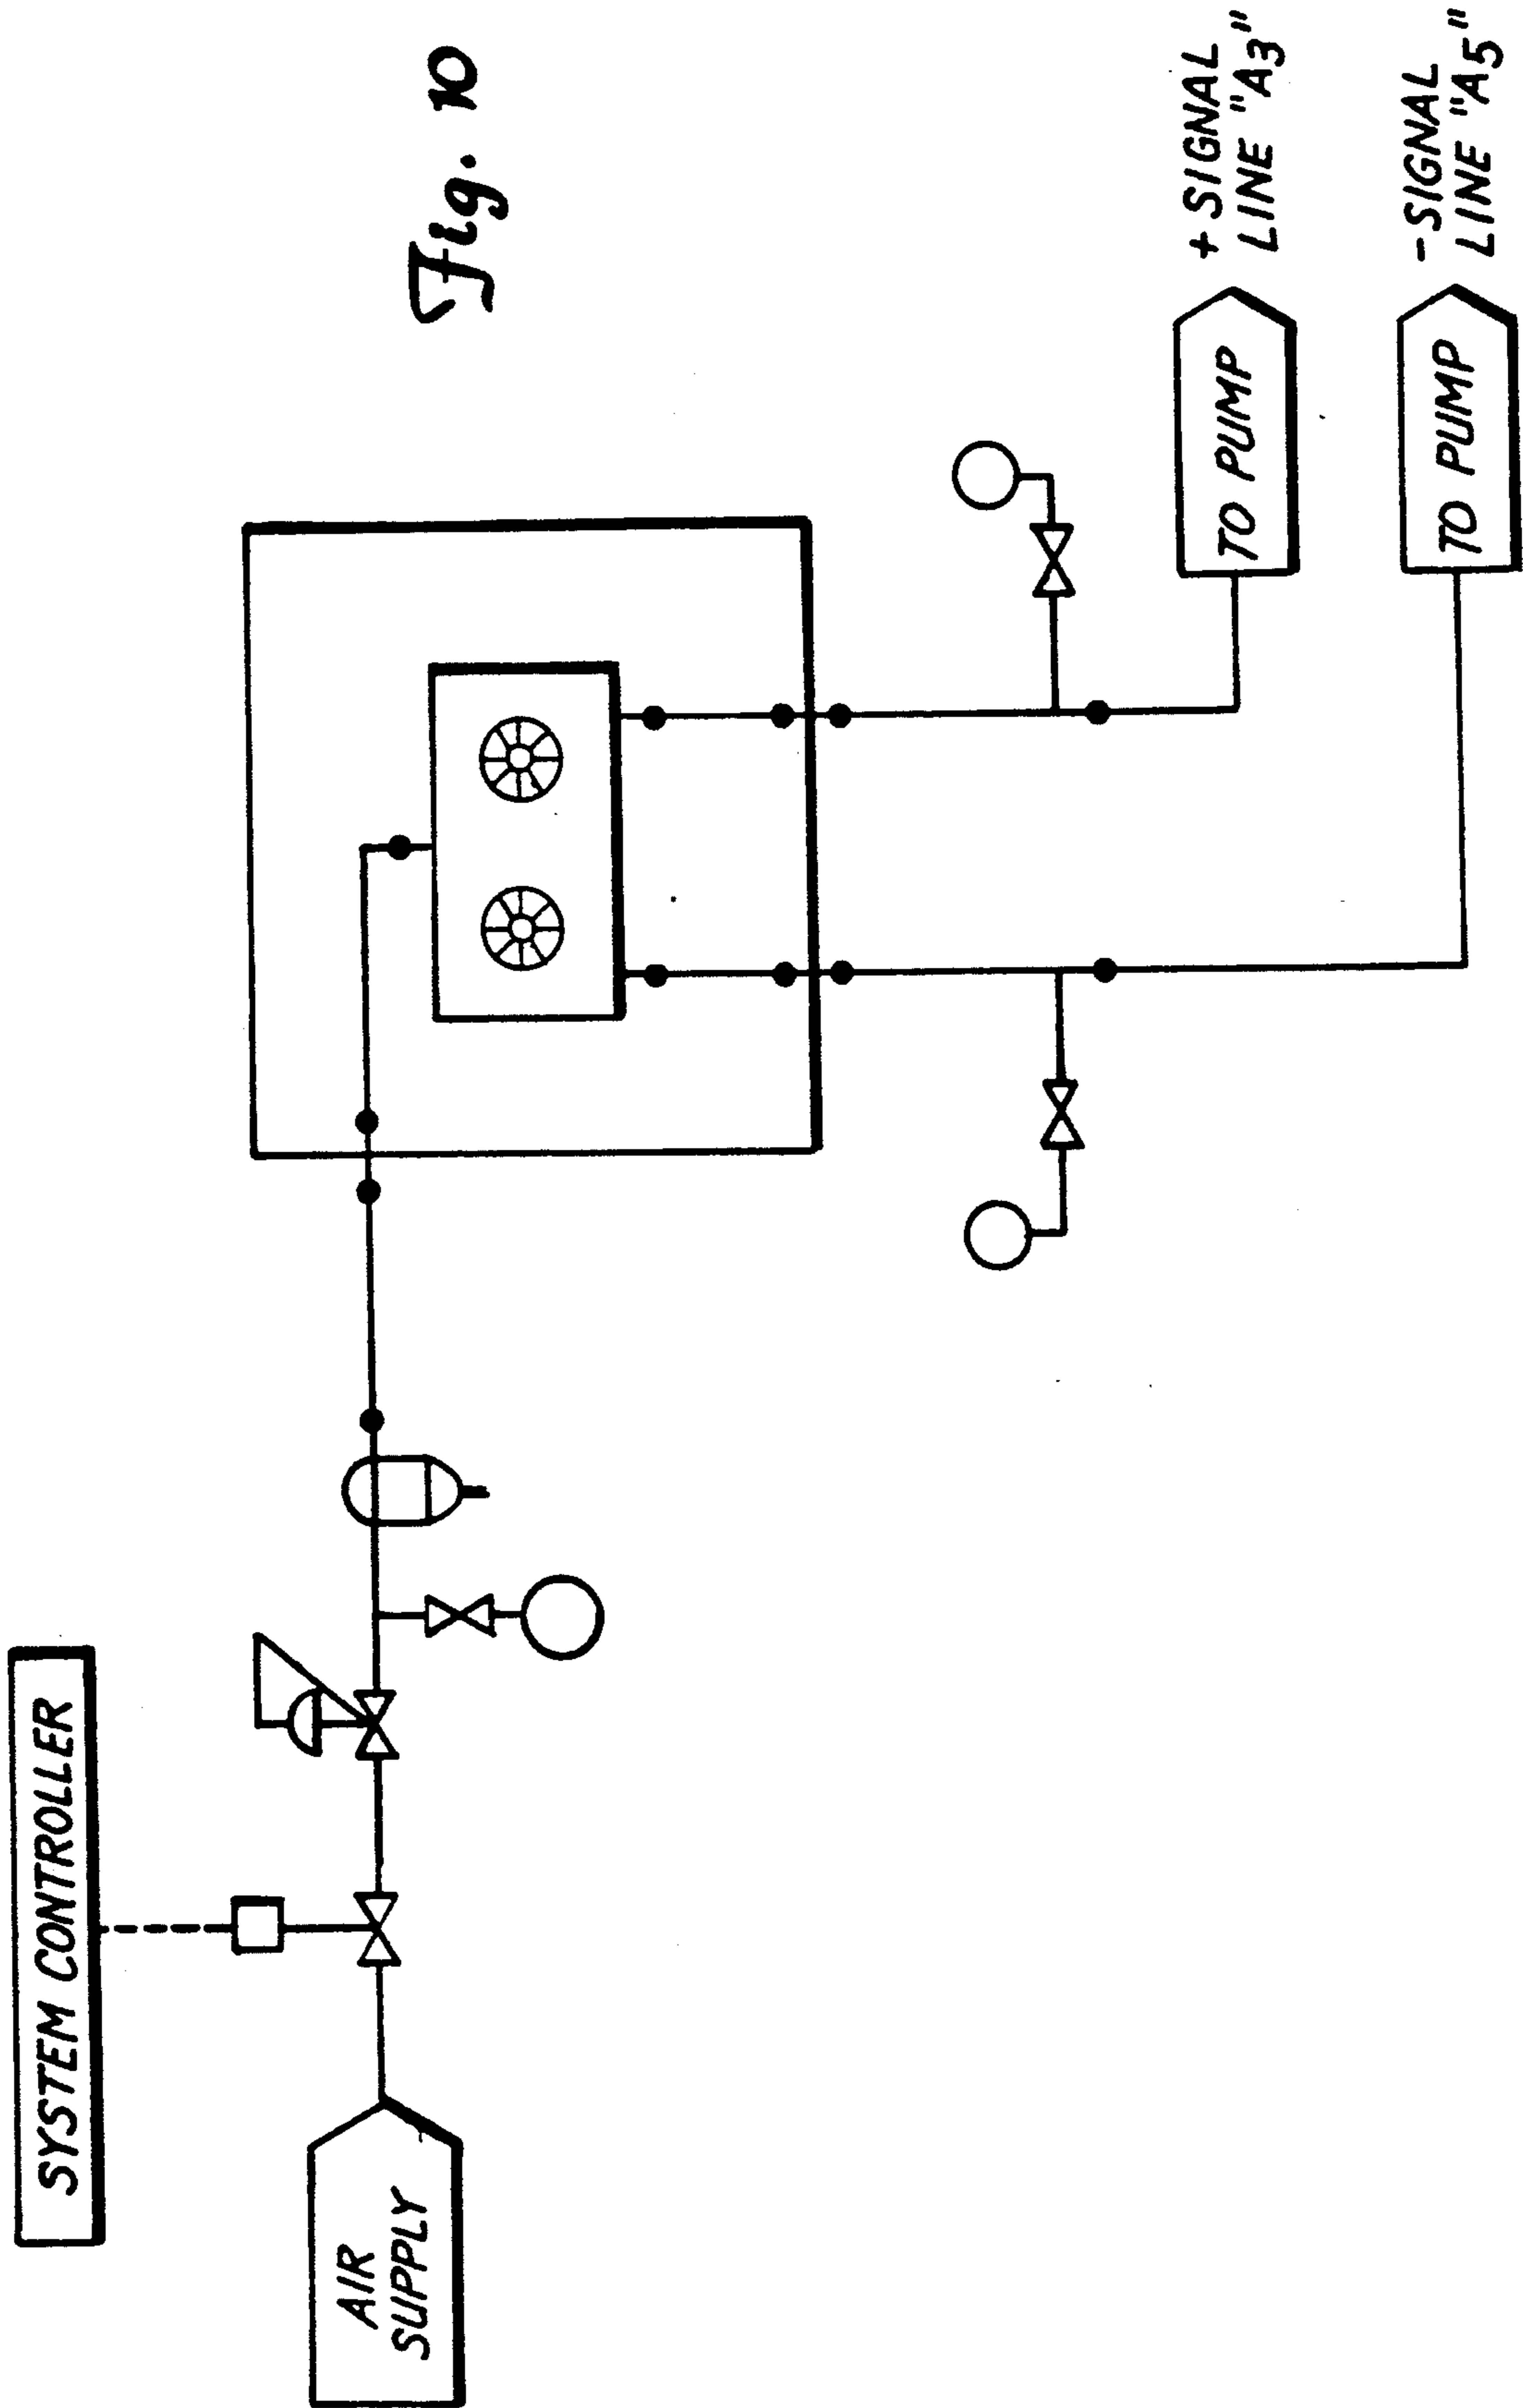 SYSTEM CONTROLLER
AIR
SUPPLY
Fig. 10
TO PUMP
+SIGNAL
LINE "A3"
TO PUMP
-SIGNAL
LINE "A5"